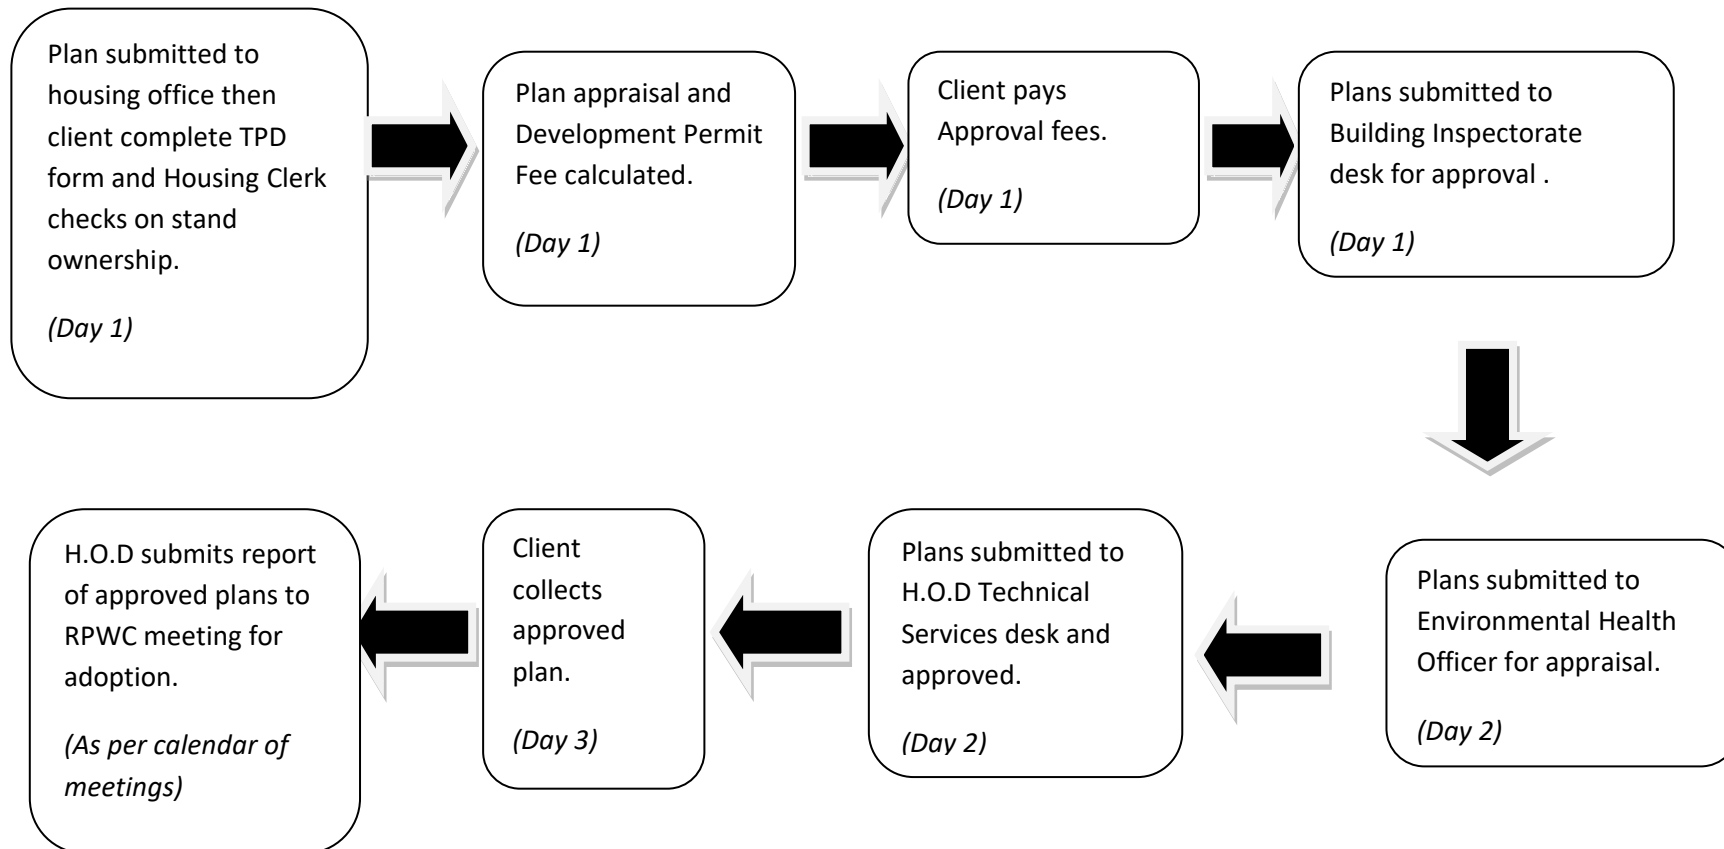 Plan submitted to
housing office then
client complete TPD
form and Housing Clerk
checks on stand
ownership.
(Day 1)
Plan appraisal and
Development Permit
Fee calculated.
(Day 1)
Client pays
Approval fees.
(Day 1)
Plans submitted to
Building Inspectorate
desk for approval .
(Day 1)
Plans submitted to
Environmental Health
Officer for appraisal.
(Day 2)
Plans submitted to
H.O.D Technical
Services desk and
approved.
(Day 2)
Client
collects
approved
plan.
(Day 3)
H.O.D submits report
of approved plans to
RPWC meeting for
adoption.
(As per calendar of
meetings)